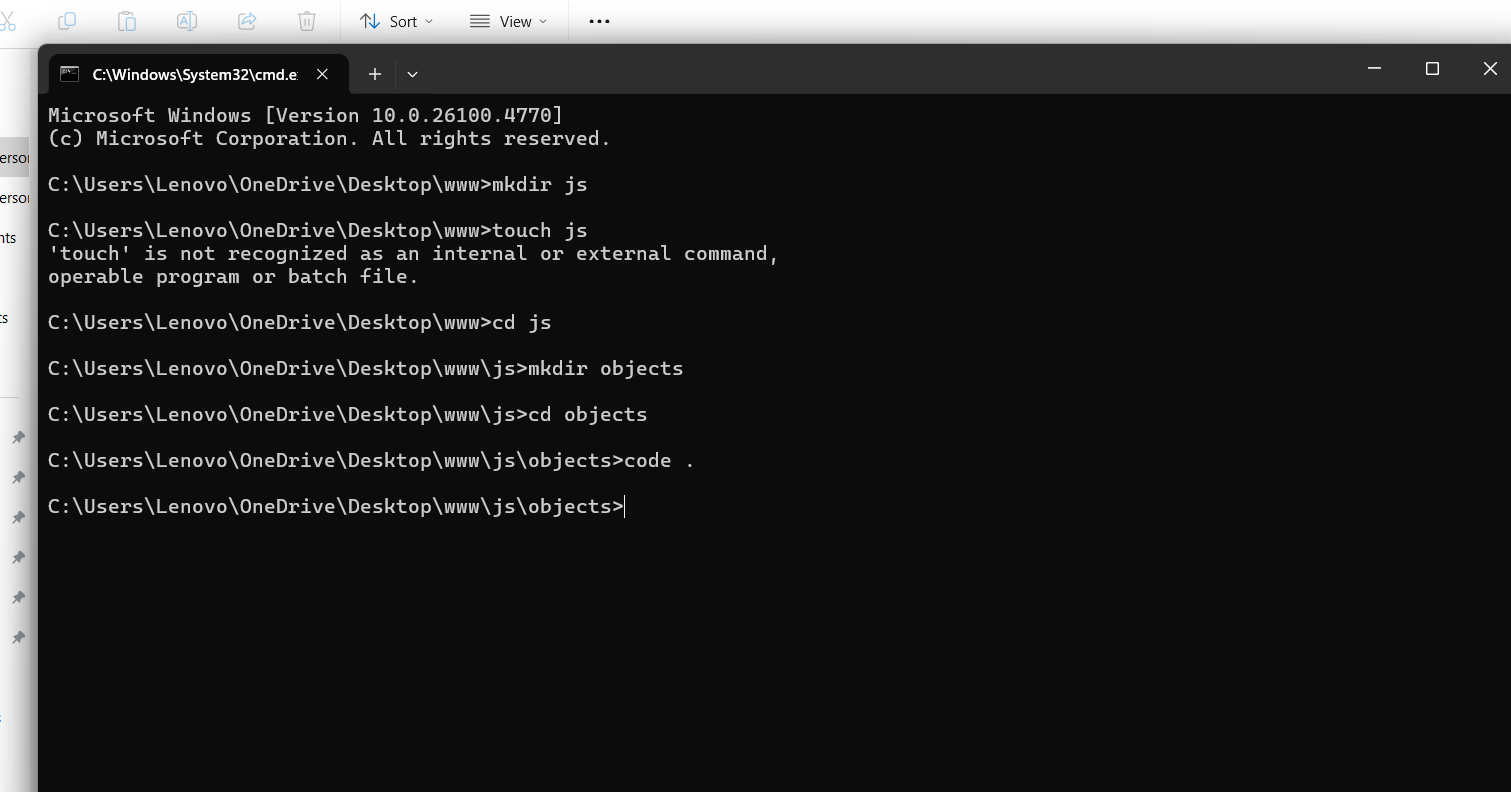 Sort
View
C:\Windows\System32\cmd.e
Microsoft Windows [Version 10.0.26100.4770]
(c) Microsoft Corporation. All rights reserved.
C:\Users\Lenovo\OneDrive\Desktop\www>mkdir js
C:\Users\Lenovo\OneDrive\Desktop\www>touch js
'touch' is not recognized as an internal or external command,
operable program or batch file.
C:\Users\Lenovo\OneDrive\Desktop\www>cd js
C:\Users\Lenovo\OneDrive\Desktop\www\js>mkdir objects
C:\Users\Lenovo\OneDrive\Desktop\www\js>cd objects
C:\Users\Lenovo\OneDrive\Desktop\www\js\objects>code .
C:\Users\Lenovo\OneDrive\Desktop\www\js\objects>